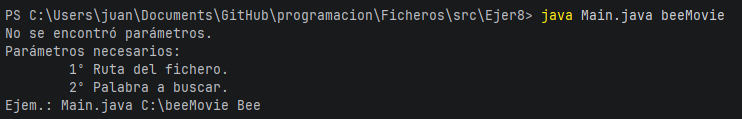 PS C:\Users\juan\Documents\GitHub\programacion\Ficheros\src\Ejer8> java Main.java beeMovie
No se encontró parámetros.
Parámetros necesarios:
1° Ruta del fichero.
2° Palabra a buscar.
Ejem.: Main.java C:\beeMovie Bee